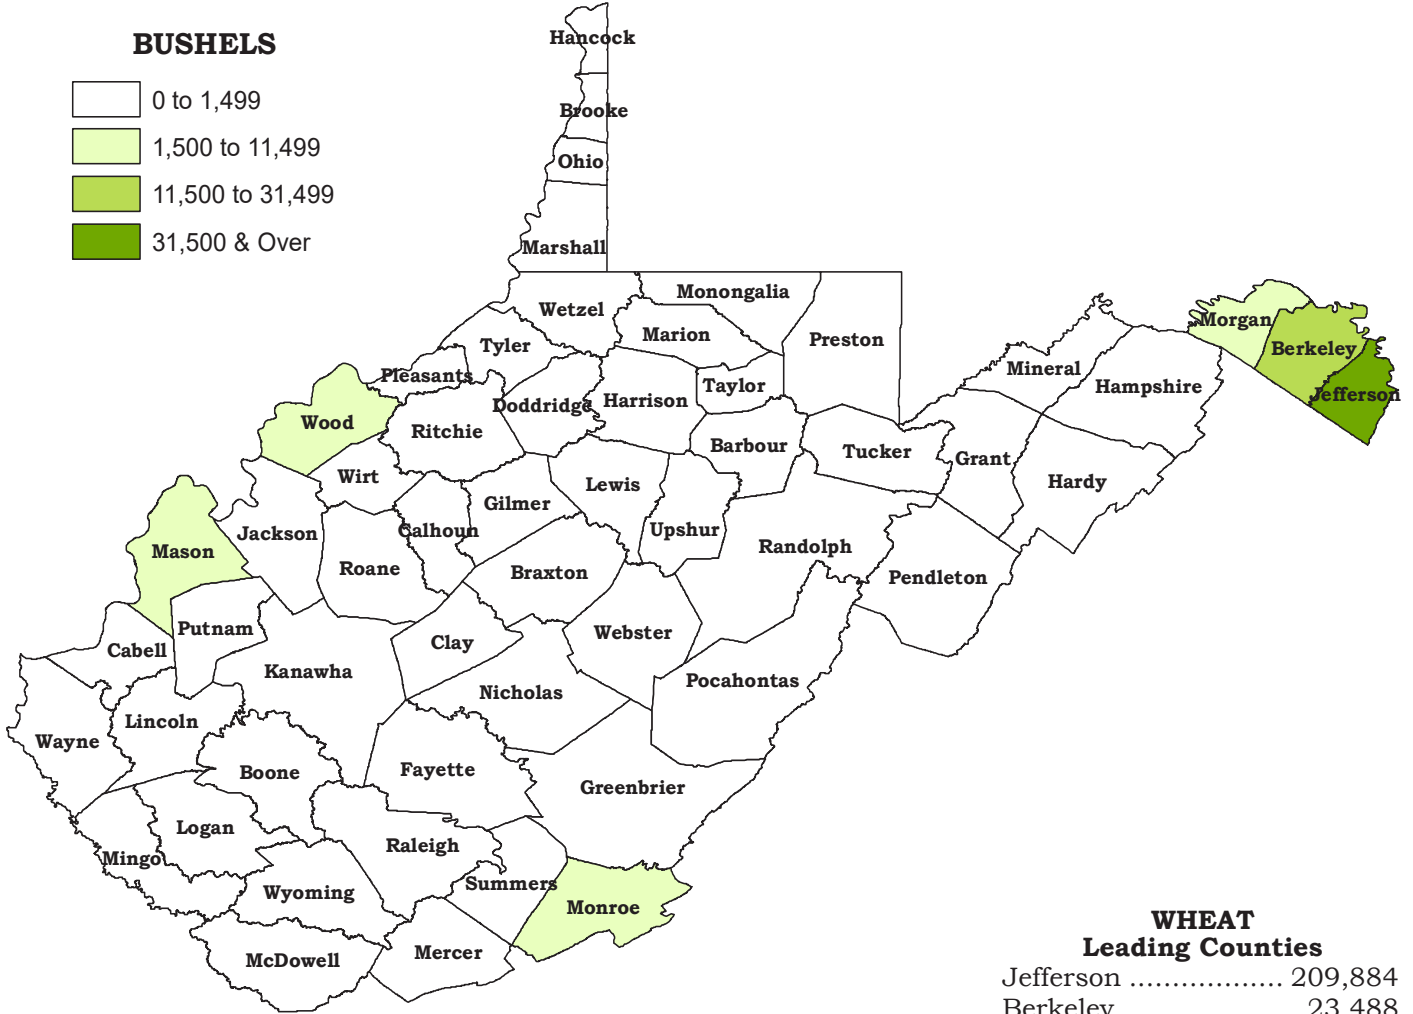 BUSHELS
0 to 1,499
1,500 to 11,499
11,500 to 31,499
31,500 & Over
Hancock
Brooke
Ohio
Marshall
Wetzel
Monongalia
Marion
Preston
Tyler
Pleasants
Doddridge
Harrison
Taylor
Morgan
Berkeley
Jefferson
Mineral
Hampshire
Wood
Ritchie
Barbour
Tucker
Grant
Hardy
Wirt
Lewis
Gilmer
Calhoun
Upshur
Jackson
Mason
Roane
Braxton
Randolph
Pendleton
Putnam
Cabell
Clay
Webster
Kanawha
Nicholas
Pocahontas
Lincoln
Wayne
Boone
Fayette
Greenbrier
Logan
Raleigh
Mingo
Wyoming
Summers
Monroe
McDowell
Mercer
WHEAT
Leading Counties
Jefferson .................. 209,884
Berkeley 23,488